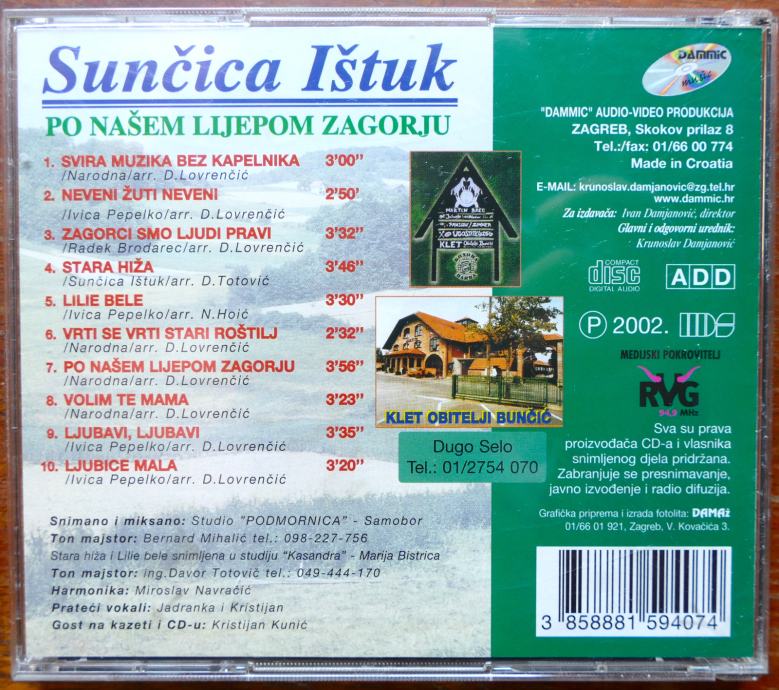 Sunčica Ištuk
PO NAŠEM LIJEPOM ZAGORJU
1. SVIRA MUZIKA BEZ KAPELNIKA 3'00"
/Narodna/arr. D.Lovrenčić
2. NEVENI ŽUTI NEVENI 2'50'
/Ivica Pepelko/arr. D.Lovrenčić
3. ZAGORCI SMO LJUDI PRAVI 3'32"
/Radek Brodarec/arr. D.Lovrenčić
4. STARA HIŽA 3'46"
/Sunčica Ištuk/arr. D.Totović
5. LILIE BELE 3'30"
/Ivica Pepelko/arr. N.Hoić
6. VRTI SE VRTI STARI ROŠTILJ 2'32"
/Narodna/arr. D.Lovrenčić
7. PO NAŠEM LIJEPOM ZAGORJU 3'56"
/Narodna/arr. D.Lovrenčić
8. VOLIM TE MAMA 3'23"
/Narodna/arr. D.Lovrenčić
9. LJUBAVI, LJUBAVI 3'35"
/Ivica Pepelko/arr. D.Lovrenčić
10. LJUBICE MALA 3'20"
/Ivica Pepelko/arr. D.Lovrenčić
Snimano i miksano: Studio "PODMORNICA" - Samobor
Ton majstor: Bernard Mihalić tel.: 098-227-756
Stara hiža i Lilie bele snimljena u studiju "Kasandra" - Marija Bistrica
Ton majstor: ing.Davor Totovič tel.: 049-444-170
Harmonika: Miroslav Navračić
Prateći vokali: Jadranka i Kristijan
Gost na kazeti i CD-u: Kristijan Kunić
MARTIN BREG
KLET
KLET OBITELJI BUNČIĆ
Dugo Selo
Tel.: 01/2754 070
DAMMIC
music
"DAMMIC" AUDIO-VIDEO PRODUKCIJA
ZAGREB, Skokov prilaz 8
Tel.:/fax: 01/66 00 774
Made in Croatia
E-MAIL: krunoslav.damjanovic@zg.tel.hr
www.dammic.hr
Za izdavača: Ivan Damjanović, direktor
Glavni i odgovorni urednik:
Krunoslav Damjanović
COMPACT
disc
DIGITAL AUDIO
ADD
Ⓟ 2002.
MEDIJSKI POKROVITELJ
RVG
94,9 MHz
Sva su prava
proizvođača CD-a i vlasnika
snimljenog djela pridržana.
Zabranjuje se presnimavanje,
javno izvođenje i radio difuzija.
Grafička priprema i izrada fotolita: DAMAž
01/66 01 921, Zagreb, V. Kovačića 3.
3 858881 594074